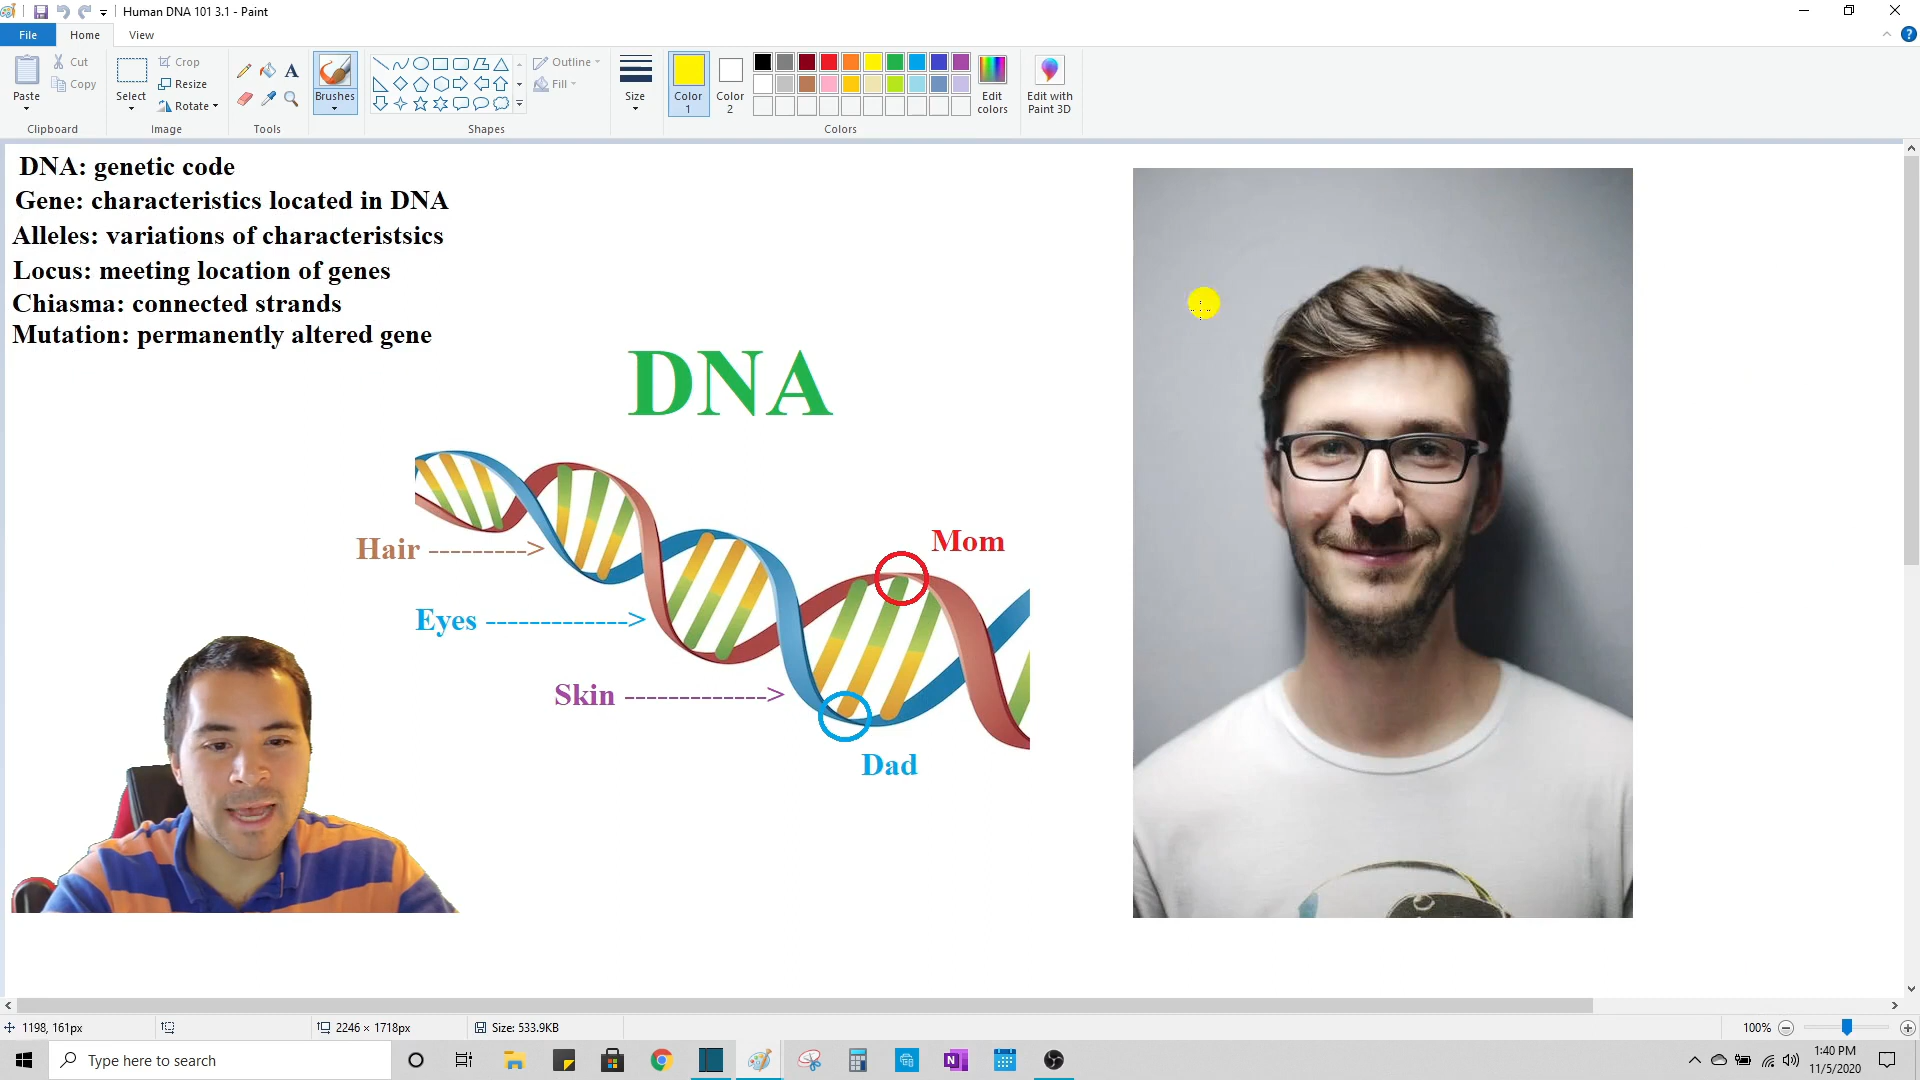 Human DNA 101 3.1 - Paint
File
Home
View
Paste
Cut
Copy
Clipboard
Select
Crop
Resize
Rotate
Image
A
Tools
Brushes
Outline
Fill
Shapes
Size
Color 1
Color 2
Edit colors
Colors
Edit with Paint 3D
DNA: genetic code
Gene: characteristics located in DNA
Alleles: variations of characteristsics
Locus: meeting location of genes
Chiasma: connected strands
Mutation: permanently altered gene
DNA
Mom
Hair --------->
Eyes ------------->
Skin ------------->
Dad
1198, 161px
2246 × 1718px
Size: 533.9KB
100%
Type here to search
1:40 PM
11/5/2020